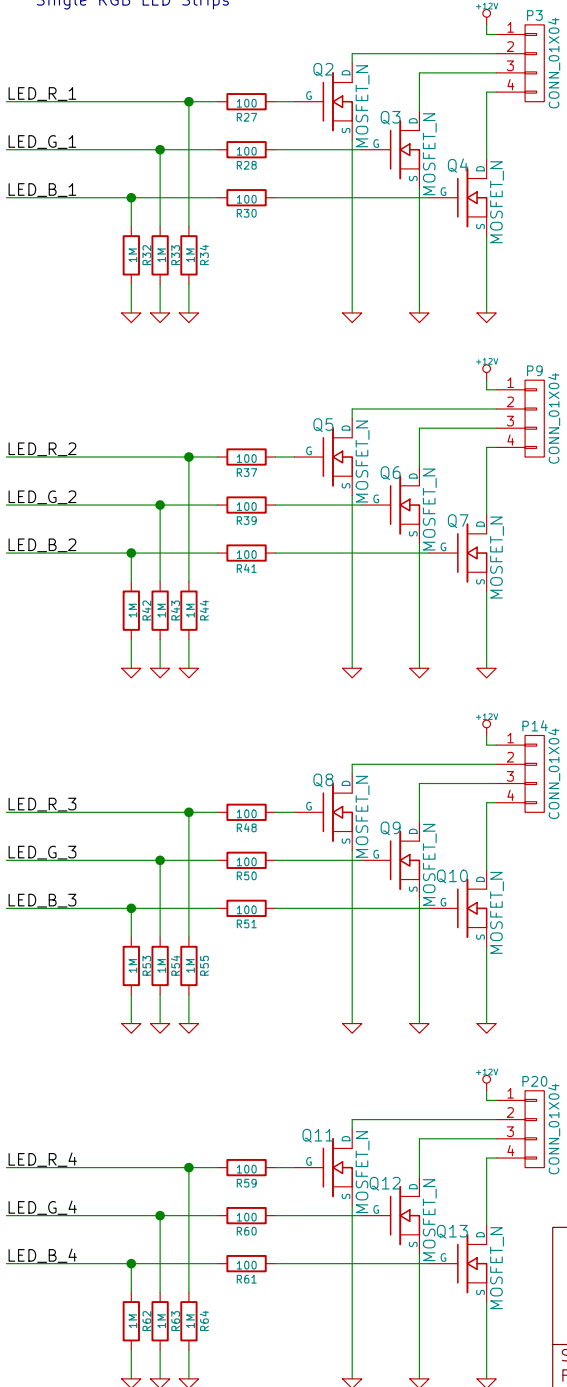 Single RGB LED Strips
+12V
P3
1
2
3
4
CONN_01X04
Q2
D
G
S
MOSFET_N
Q3
D
G
S
MOSFET_N
Q4
D
G
S
MOSFET_N
LED_R_1
100
R27
LED_G_1
100
R28
LED_B_1
100
R30
1M
R32
1M
R33
1M
R34
+12V
P9
1
2
3
4
CONN_01X04
Q5
D
G
S
MOSFET_N
Q6
D
G
S
MOSFET_N
Q7
D
G
S
MOSFET_N
LED_R_2
100
R37
LED_G_2
100
R39
LED_B_2
100
R41
1M
R42
1M
R43
1M
R44
+12V
P14
1
2
3
4
CONN_01X04
Q8
D
G
S
MOSFET_N
Q9
D
G
S
MOSFET_N
Q10
D
G
S
MOSFET_N
LED_R_3
100
R48
LED_G_3
100
R50
LED_B_3
100
R51
1M
R53
1M
R54
1M
R55
+12V
P20
1
2
3
4
CONN_01X04
Q11
D
G
S
MOSFET_N
Q12
D
G
S
MOSFET_N
Q13
D
G
S
MOSFET_N
LED_R_4
100
R59
LED_G_4
100
R60
LED_B_4
100
R61
1M
R62
1M
R63
1M
R64